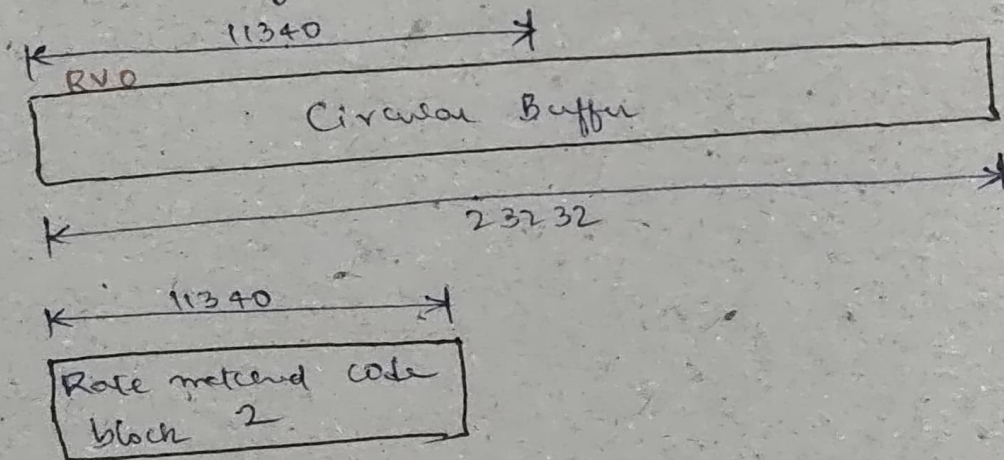 11340
RV0
Circular Buffer
23232
11340
Rate matched code
block 2